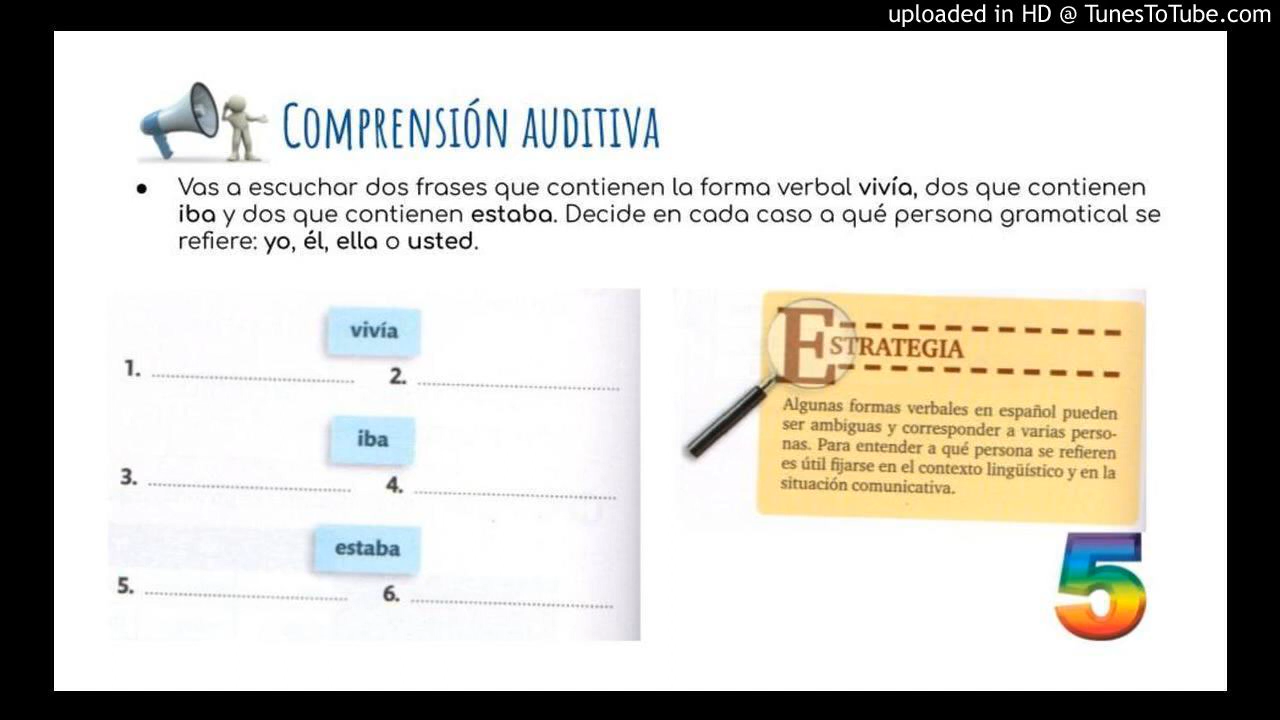 uploaded in HD @ TunesToTube.com
COMPRENSIÓN AUDITIVA
● Vas a escuchar dos frases que contienen la forma verbal vivía, dos que contienen
iba y dos que contienen estaba. Decide en cada caso a qué persona gramatical se
refiere: yo, él, ella o usted.
vivía
1. 2.
iba
3. 4.
estaba
5. 6.
ESTRATEGIA
Algunas formas verbales en español pueden
ser ambiguas y corresponder a varias perso-
nas. Para entender a qué persona se refieren
es útil fijarse en el contexto lingüístico y en la
situación comunicativa.
5